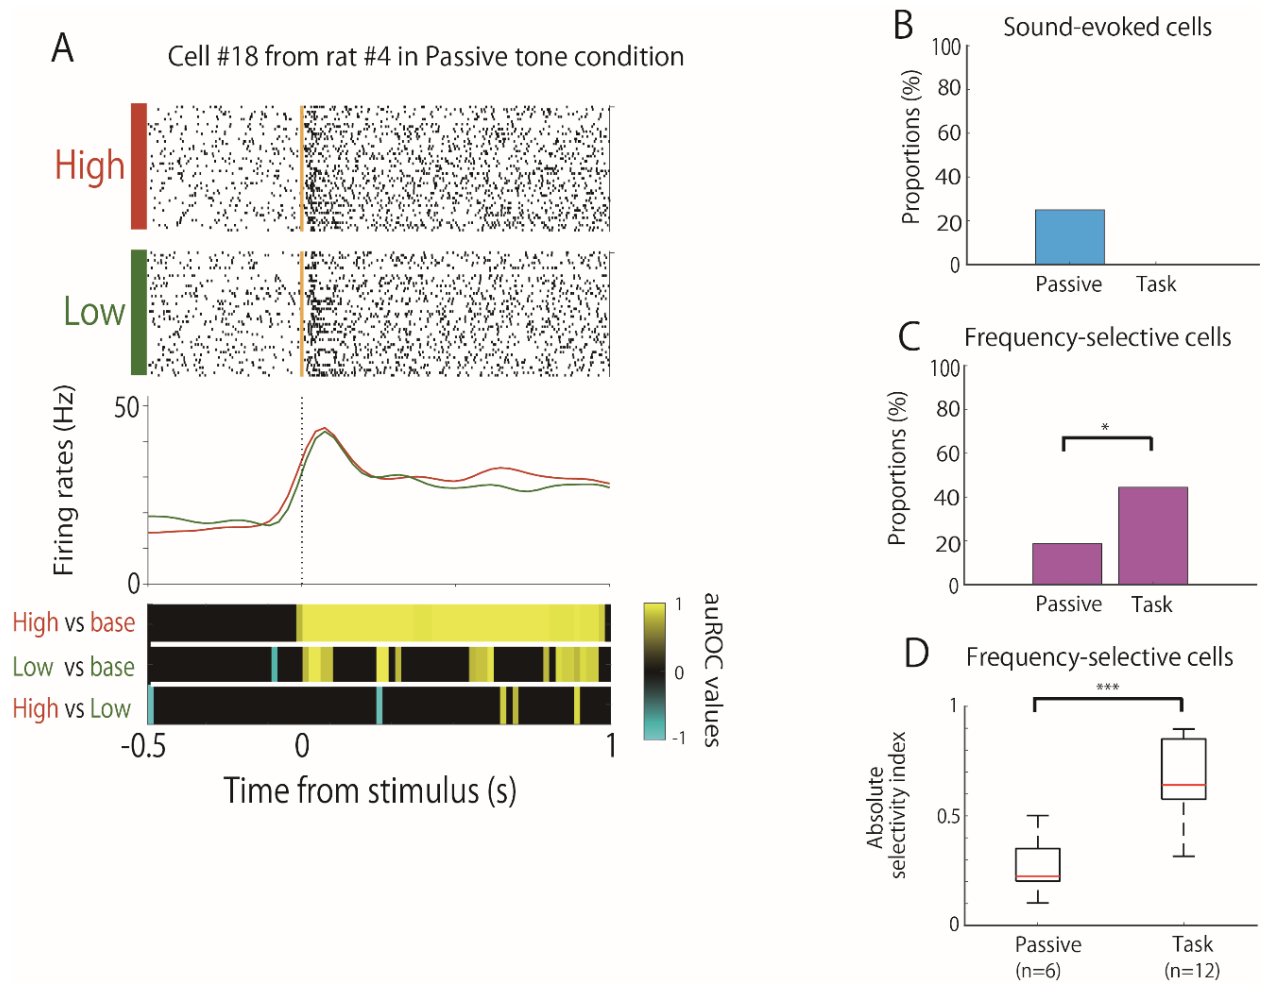 A
Cell #18 from rat #4 in Passive tone condition
High
Low
Firing rates (Hz)
50
0
High vs base
Low vs base
High vs Low
-0.5
0
1
Time from stimulus (s)
1
0
-1
auROC values
B
Sound-evoked cells
Proportions (%)
100
80
60
40
20
0
Passive
Task
C
Frequency-selective cells
Proportions (%)
100
80
60
40
20
0
*
Passive
Task
D
Frequency-selective cells
Absolute
selectivity index
1
0.5
0
***
Passive
(n=6)
Task
(n=12)